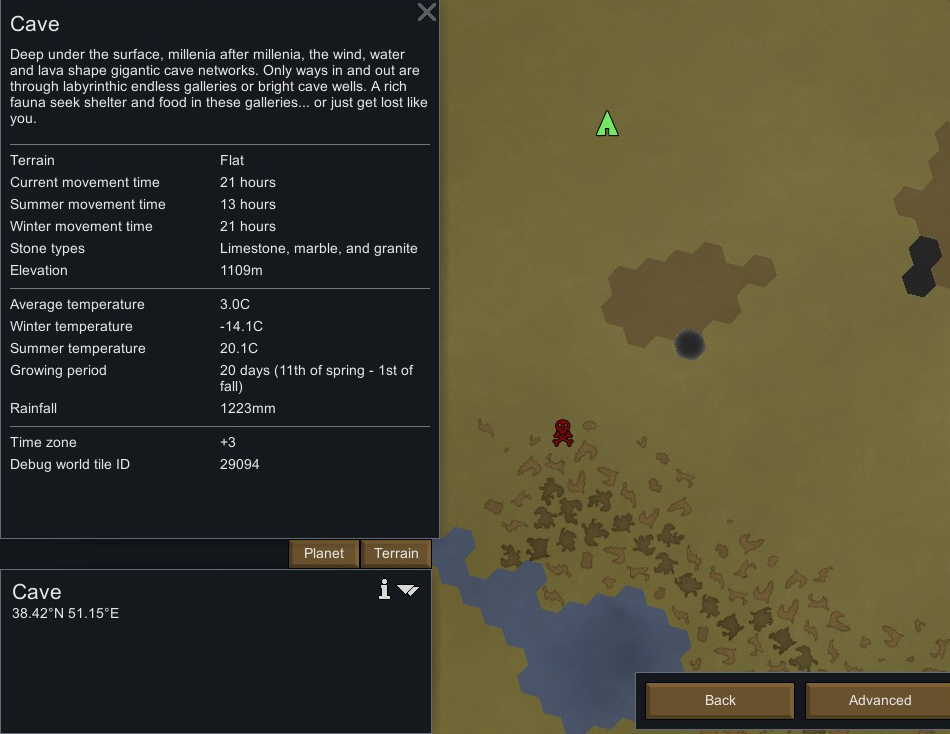 Cave
Deep under the surface, millenia after millenia, the wind, water
and lava shape gigantic cave networks. Only ways in and out are
through labyrinthic endless galleries or bright cave wells. A rich
fauna seek shelter and food in these galleries... or just get lost like
you.
Terrain Flat
Current movement time 21 hours
Summer movement time 13 hours
Winter movement time 21 hours
Stone types Limestone, marble, and granite
Elevation 1109m
Average temperature 3.0C
Winter temperature -14.1C
Summer temperature 20.1C
Growing period 20 days (11th of spring - 1st of
fall)
Rainfall 1223mm
Time zone +3
Debug world tile ID 29094
Planet Terrain
Cave
38.42°N 51.15°E
Back Advanced